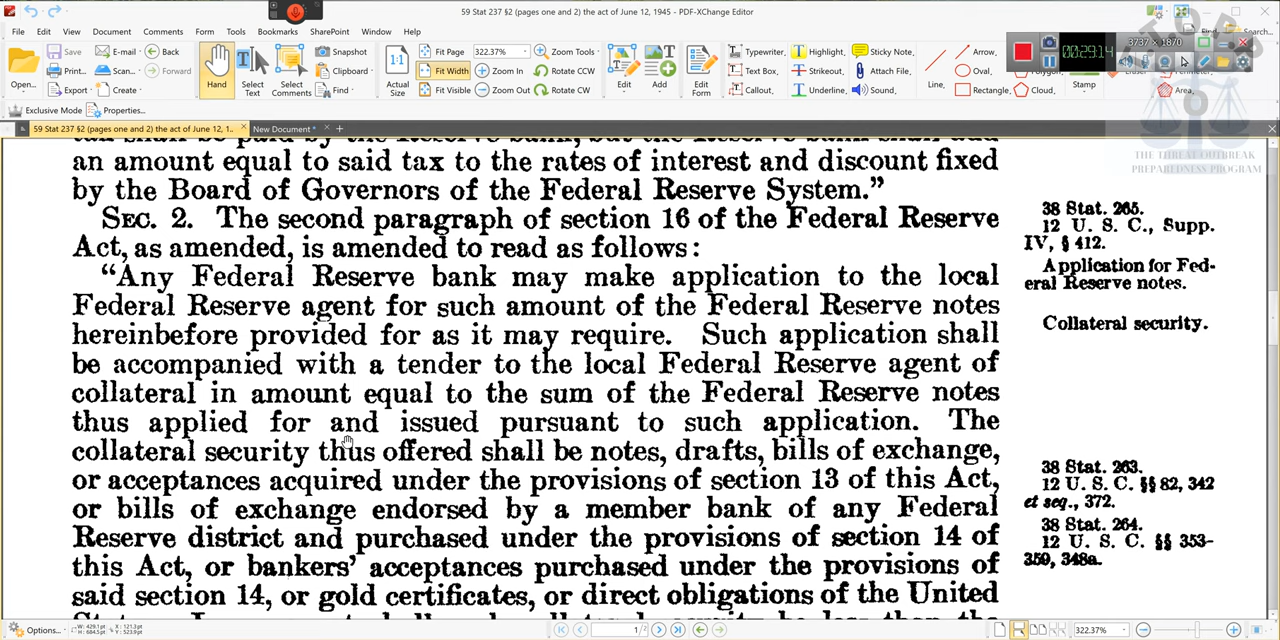 59 Stat 237 §2 (pages one and 2) the act of June 12, 1945 - PDF-XChange Editor
File Edit View Document Comments Forms Tools Bookmarks SharePoint Window Help
Open...
Save
Print...
Export
E-mail
Scan...
Create
Back
Forward
Hand
Select Text
Select Comments
Snapshot
Clipboard
Find
Actual Size
Fit Page
Fit Width
Fit Visible
322.37%
Zoom In
Zoom Out
Zoom Tools
Rotate CCW
Rotate CW
Edit
Add
Edit Form
Typewriter,
Text Box,
Callout,
Highlight,
Strikeout,
Underline,
Sticky Note,
Attach File,
Sound,
Line,
Arrow,
Oval,
Rectangle,
Polygon,
Cloud,
Stamp
Area,
3737 × 1870
00:29:14
Exclusive Mode
Properties...
59 Stat 237 §2 (pages one and 2) the act of June 12, 1..
New Document *
THE THREAT OUTBREAK
PREPAREDNESS PROGRAM
an amount equal to said tax to the rates of interest and discount fixed
by the Board of Governors of the Federal Reserve System.”
SEC. 2. The second paragraph of section 16 of the Federal Reserve
Act, as amended, is amended to read as follows:
“Any Federal Reserve bank may make application to the local
Federal Reserve agent for such amount of the Federal Reserve notes
hereinbefore provided for as it may require. Such application shall
be accompanied with a tender to the local Federal Reserve agent of
collateral in amount equal to the sum of the Federal Reserve notes
thus applied for and issued pursuant to such application. The
collateral security thus offered shall be notes, drafts, bills of exchange,
or acceptances acquired under the provisions of section 13 of this Act,
or bills of exchange endorsed by a member bank of any Federal
Reserve district and purchased under the provisions of section 14 of
this Act, or bankers’ acceptances purchased under the provisions of
said section 14, or gold certificates, or direct obligations of the United
38 Stat. 265.
12 U. S. C., Supp.
IV, § 412.
Application for Fed-
eral Reserve notes.
Collateral security.
38 Stat. 263.
12 U. S. C. §§ 82, 342
et seq., 372.
38 Stat. 264.
12 U. S. C. §§ 353-
359, 348a.
Options...
W: 429.1pt
H: 684.5pt
X: 121.3pt
Y: 523.9pt
1/2
322.37%